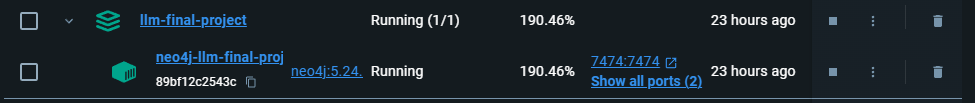 llm-final-project Running (1/1) 190.46% 23 hours ago
neo4j-llm-final-proj
89bf12c2543c
neo4j:5.24. Running 190.46% 7474:7474 23 hours ago
Show all ports (2)